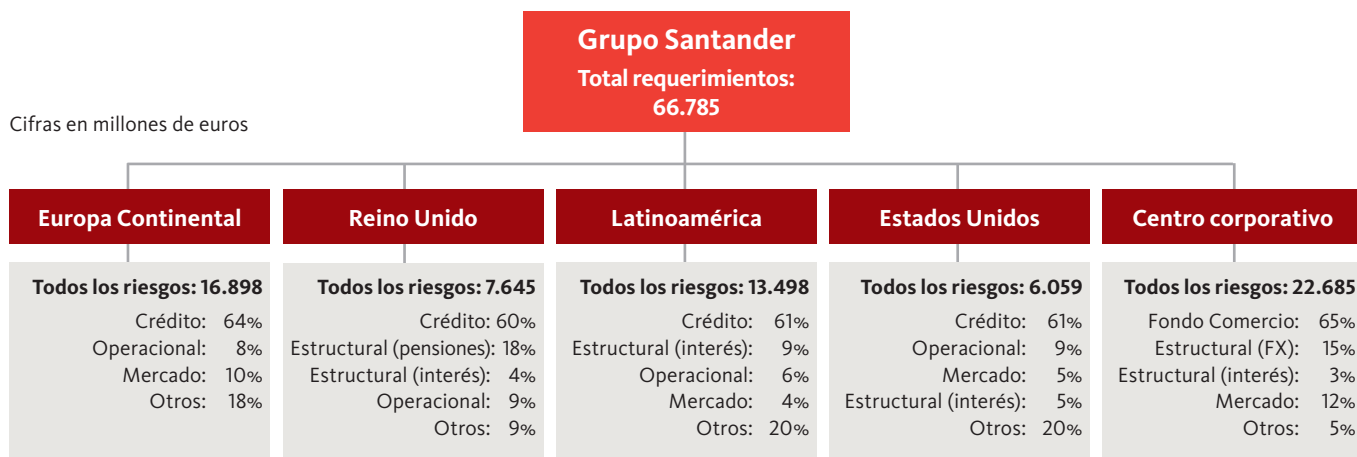 Grupo Santander
Total requerimientos:
66.785
Cifras en millones de euros
Europa Continental
Todos los riesgos: 16.898
Crédito: 64%
Operacional: 8%
Mercado: 10%
Otros: 18%
Reino Unido
Todos los riesgos: 7.645
Crédito: 60%
Estructural (pensiones): 18%
Estructural (interés): 4%
Operacional: 9%
Otros: 9%
Latinoamérica
Todos los riesgos: 13.498
Crédito: 61%
Estructural (interés): 9%
Operacional: 6%
Mercado: 4%
Otros: 20%
Estados Unidos
Todos los riesgos: 6.059
Crédito: 61%
Operacional: 9%
Mercado: 5%
Estructural (interés): 5%
Otros: 20%
Centro corporativo
Todos los riesgos: 22.685
Fondo Comercio: 65%
Estructural (FX): 15%
Estructural (interés): 3%
Mercado: 12%
Otros: 5%